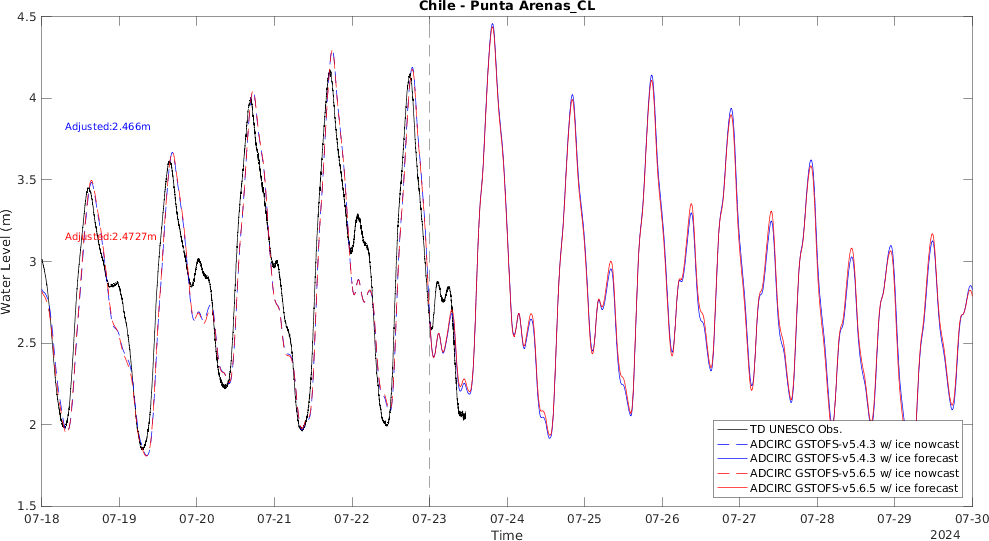 Chile - Punta Arenas_CL
4.5
4
3.5
3
2.5
2
1.5
Water Level (m)
Adjusted:2.466m
Adjusted:2.4727m
TD UNESCO Obs.
ADCIRC GSTOFS-v5.4.3 w/ ice nowcast
ADCIRC GSTOFS-v5.4.3 w/ ice forecast
ADCIRC GSTOFS-v5.6.5 w/ ice nowcast
ADCIRC GSTOFS-v5.6.5 w/ ice forecast
07-18 07-19 07-20 07-21 07-22 07-23 07-24 07-25 07-26 07-27 07-28 07-29 07-30
Time
2024